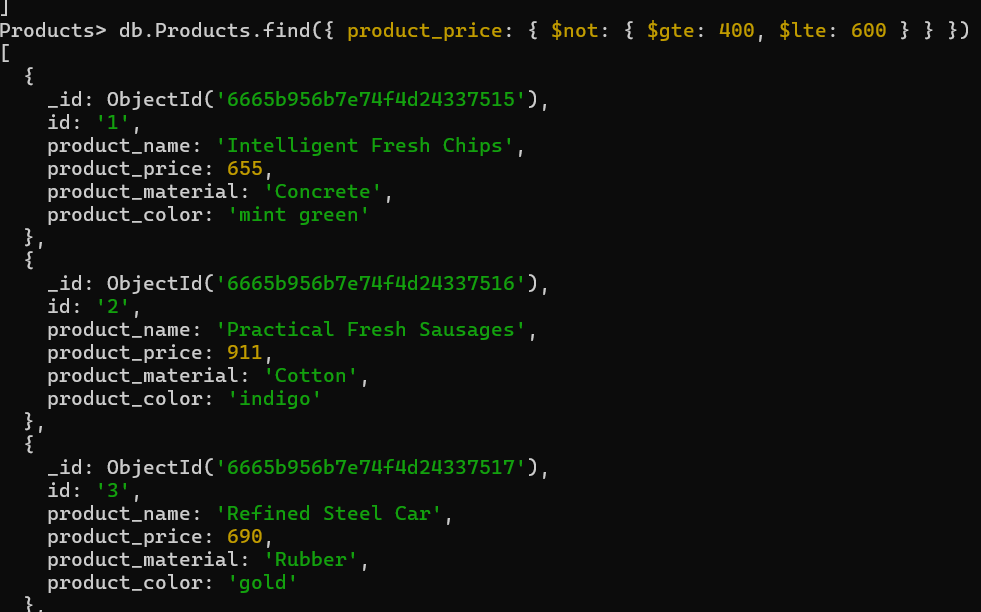 ]
Products> db.Products.find({ product_price: { $not: { $gte: 400, $lte: 600 } } })
[
  {
    _id: ObjectId('6665b956b7e74f4d24337515'),
    id: '1',
    product_name: 'Intelligent Fresh Chips',
    product_price: 655,
    product_material: 'Concrete',
    product_color: 'mint green'
  },
  {
    _id: ObjectId('6665b956b7e74f4d24337516'),
    id: '2',
    product_name: 'Practical Fresh Sausages',
    product_price: 911,
    product_material: 'Cotton',
    product_color: 'indigo'
  },
  {
    _id: ObjectId('6665b956b7e74f4d24337517'),
    id: '3',
    product_name: 'Refined Steel Car',
    product_price: 690,
    product_material: 'Rubber',
    product_color: 'gold'
  },